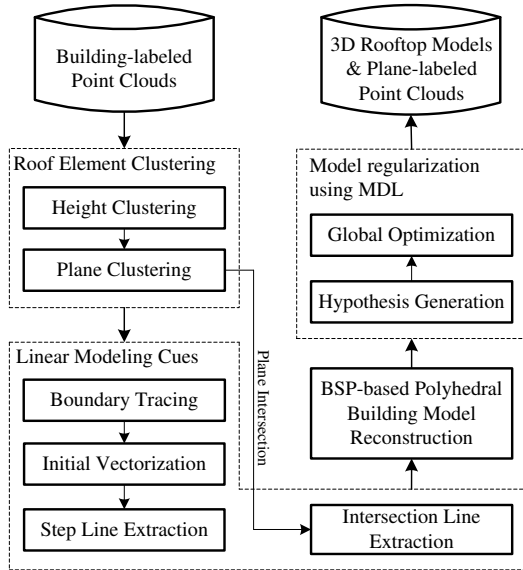 Building-labeled
Point Clouds
Roof Element Clustering
Height Clustering
Plane Clustering
Linear Modeling Cues
Boundary Tracing
Initial Vectorization
Step Line Extraction
Plane Intersection
Intersection Line
Extraction
BSP-based Polyhedral
Building Model
Reconstruction
Model regularization
using MDL
Hypothesis Generation
Global Optimization
3D Rooftop Models
& Plane-labeled
Point Clouds